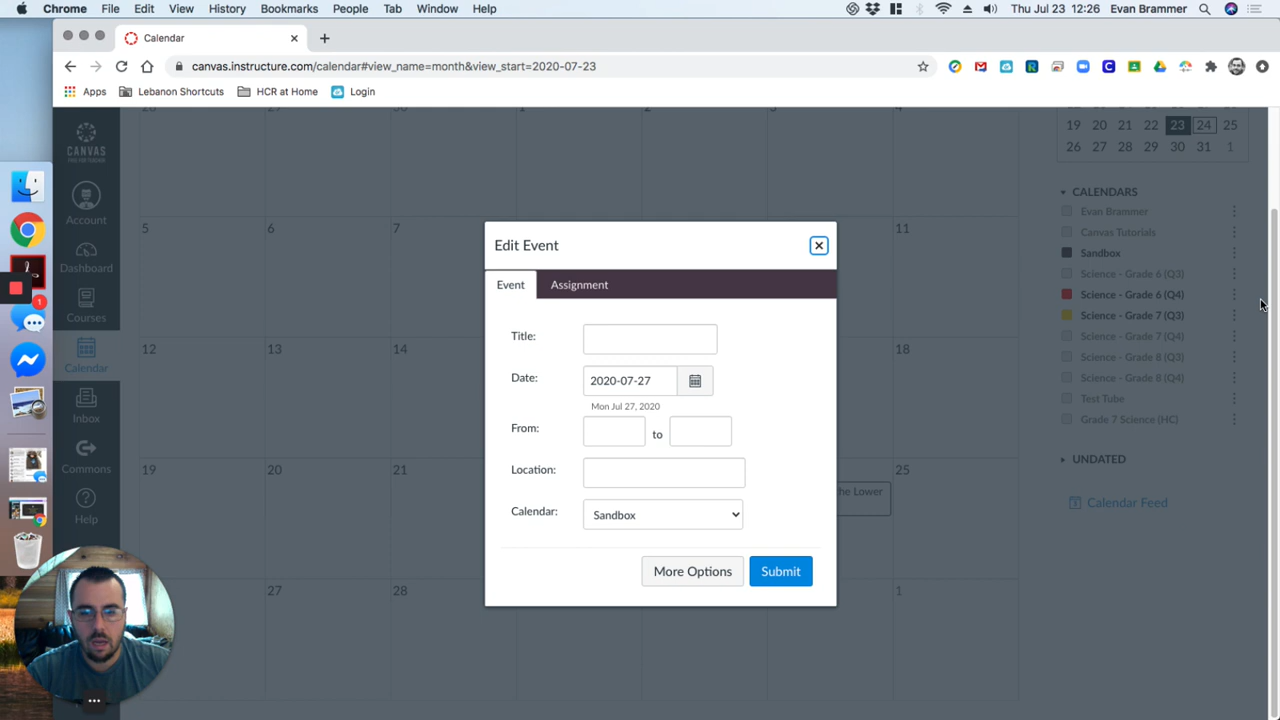 Chrome File Edit View History Bookmarks People Tab Window Help Thu Jul 23 12:26 Evan Brammer
Calendar
canvas.instructure.com/calendar#view_name=month&view_start=2020-07-23
Apps Lebanon Shortcuts HCR at Home Login
CANVAS
Account
Dashboard
Courses
Calendar
Inbox
Commons
Help
1
5 6 7 11
12 13 14 18
19 20 21 25
27 28 1
he Lower
Edit Event
Event Assignment
Title:
Date: 2020-07-27
Mon Jul 27, 2020
From: to
Location:
Calendar: Sandbox
More Options Submit
19 20 21 22 23 24 25
26 27 28 29 30 31 1
CALENDARS
Evan Brammer
Canvas Tutorials
Sandbox
Science - Grade 6 (Q3)
Science - Grade 6 (Q4)
Science - Grade 7 (Q3)
Science - Grade 7 (Q4)
Science - Grade 8 (Q3)
Science - Grade 8 (Q4)
Test Tube
Grade 7 Science (HC)
UNDATED
Calendar Feed